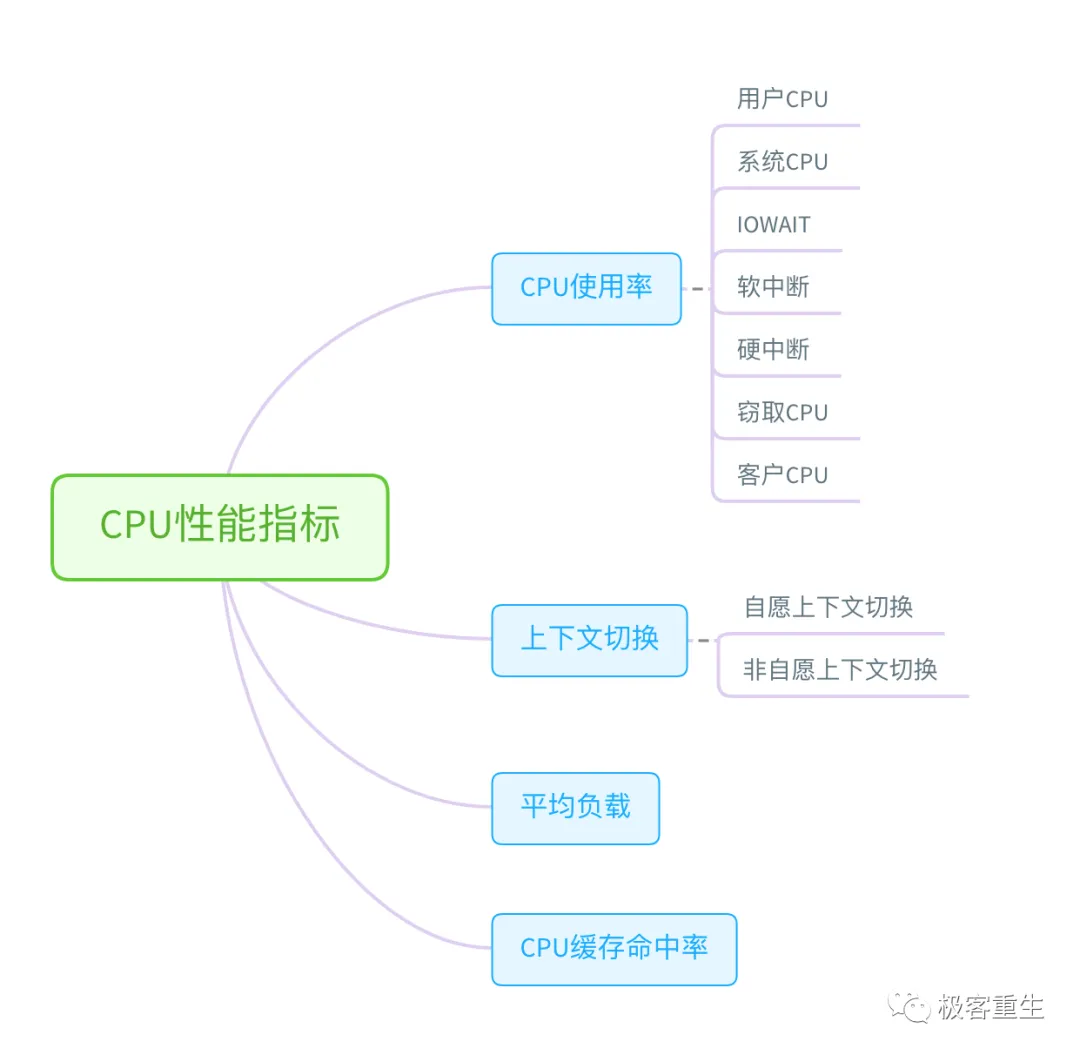 用户CPU
系统CPU
IOWAIT
CPU使用率
软中断
硬中断
窃取CPU
客户CPU
CPU性能指标
自愿上下文切换
上下文切换
非自愿上下文切换
平均负载
CPU缓存命中率
极客重生